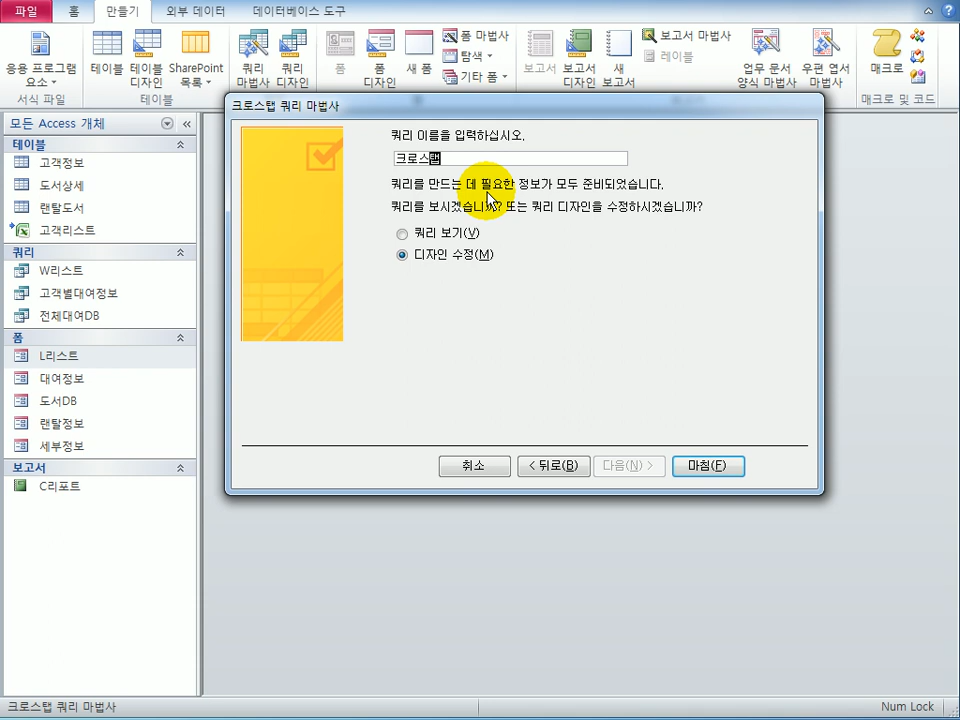 파일 홈 만들기 외부 데이터 데이터베이스 도구
응용 프로그램 요소
테이블
테이블 디자인
SharePoint 목록
쿼리 마법사
쿼리 디자인
폼
폼 디자인
새 폼
폼 마법사
탐색
기타 폼
보고서
보고서 디자인
새 보고서
보고서 마법사
레이블
업무 문서 양식 마법사
우편 엽서 마법사
매크로
서식 파일
테이블
매크로 및 코드
모든 Access 개체
테이블
고객정보
도서상세
랜탈도서
고객리스트
쿼리
W리스트
고객별대여정보
전체대여DB
폼
L리스트
대여정보
도서DB
랜탈정보
세부정보
보고서
C리포트
크로스탭 쿼리 마법사
쿼리 이름을 입력하십시오.
크로스탭
쿼리를 만드는 데 필요한 정보가 모두 준비되었습니다.
쿼리를 보시겠습니까? 또는 쿼리 디자인을 수정하시겠습니까?
쿼리 보기(V)
디자인 수정(M)
취소
< 뒤로(B)
다음(N) >
마침(F)
크로스탭 쿼리 마법사
Num Lock